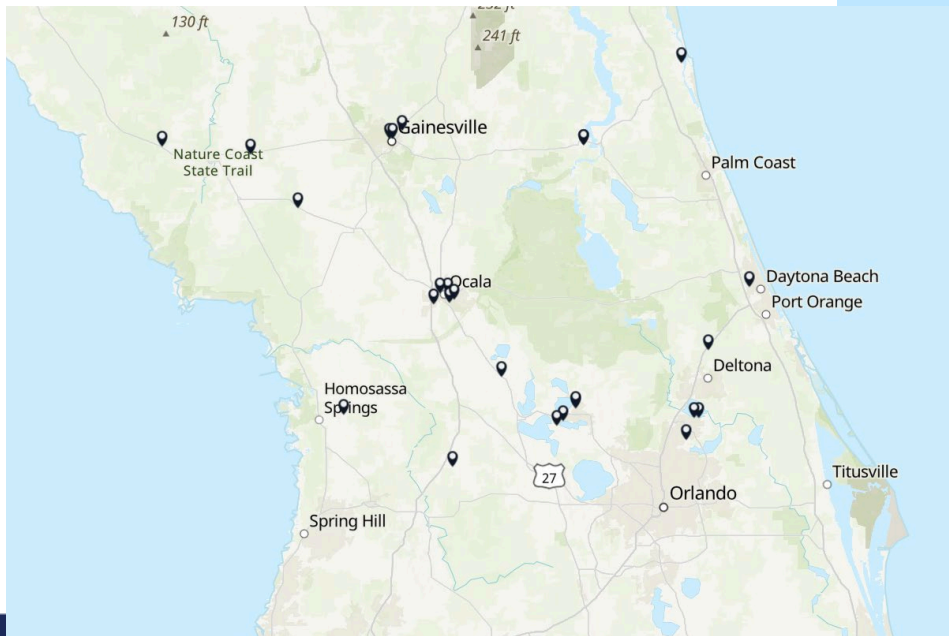 130 ft
241 ft
Gainesville
Nature Coast
State Trail
Palm Coast
Ocala
Daytona Beach
Port Orange
Deltona
Homosassa
Springs
27
Titusville
Orlando
Spring Hill